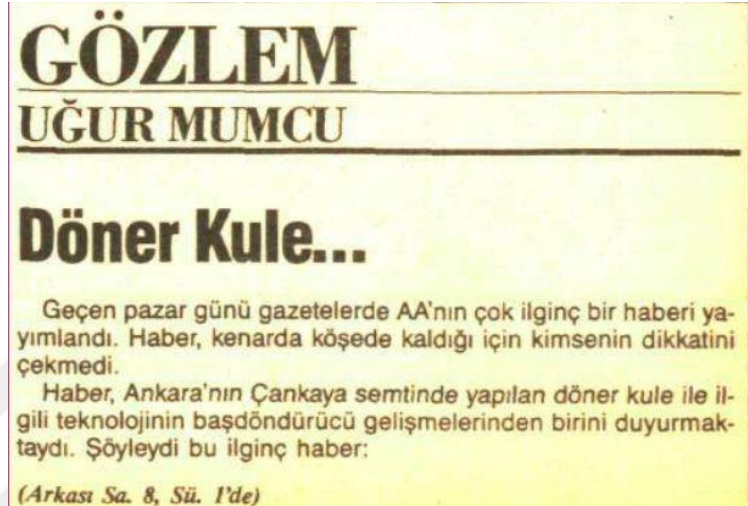 GÖZLEM
UĞUR MUMCU
Döner Kule...
Geçen pazar günü gazetelerde AA'nın çok ilginç bir haberi ya-
yımlandı. Haber, kenarda köşede kaldığı için kimsenin dikkatini
çekmedi.
Haber, Ankara'nın Çankaya semtinde yapılan döner kule ile il-
gili teknolojinin başdöndürücü gelişmelerinden birini duyurmak-
taydı. Şöyleydi bu ilginç haber:
(Arkası Sa. 8, Sü. 1'de)